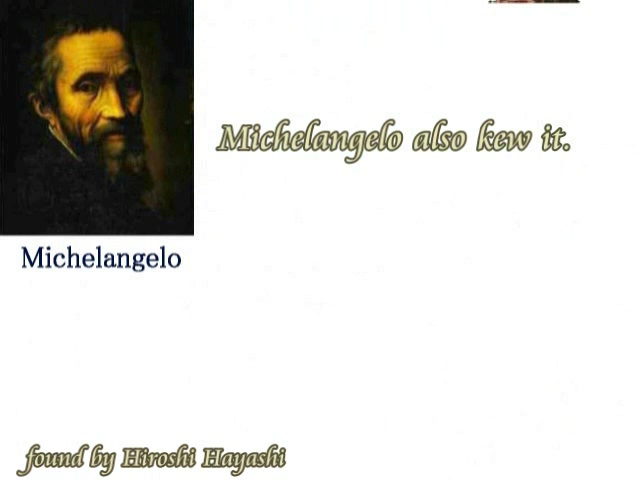 Michelangelo also kew it.
Michelangelo
found by Hiroshi Hayashi